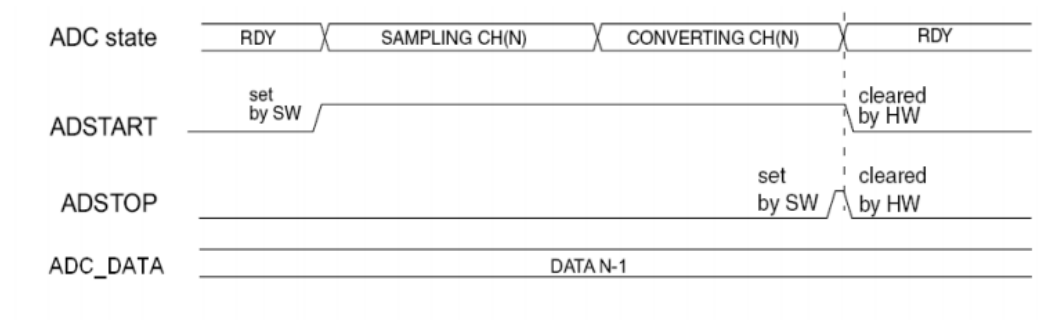 ADC state RDY SAMPLING CH(N) CONVERTING CH(N) RDY
set
by SW
cleared
by HW
ADSTART
set
by SW
cleared
by HW
ADSTOP
ADC_DATA DATA N-1